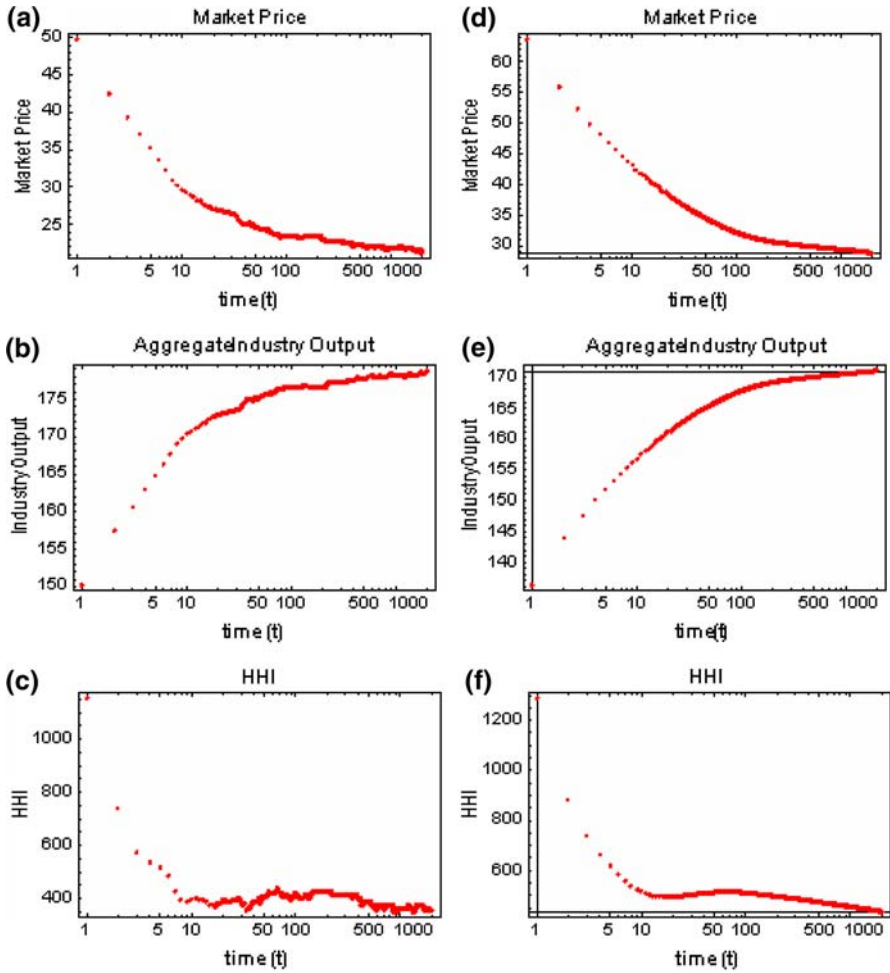 (a)
Market Price
50
45
40
35
30
25
Market Price
1 5 10 50 100 500 1000
time(t)
(d)
Market Price
60
55
50
45
40
35
30
Market Price
1 5 10 50 100 500 1000
time(t)
(b)
AggregateIndustry Output
175
170
165
160
155
150
IndustryOutput
1 5 10 50 100 500 1000
time (t)
(e)
AggregateIndustry Output
170
165
160
155
150
145
140
IndustryOuput
1 5 10 50 100 500 1000
time(t)
(c)
HHI
1000
800
600
400
HHI
1 5 10 50 100 500 1000
time (t)
(f)
HHI
1200
1000
800
600
HHI
1 5 10 50 100 500 1000
time (t)